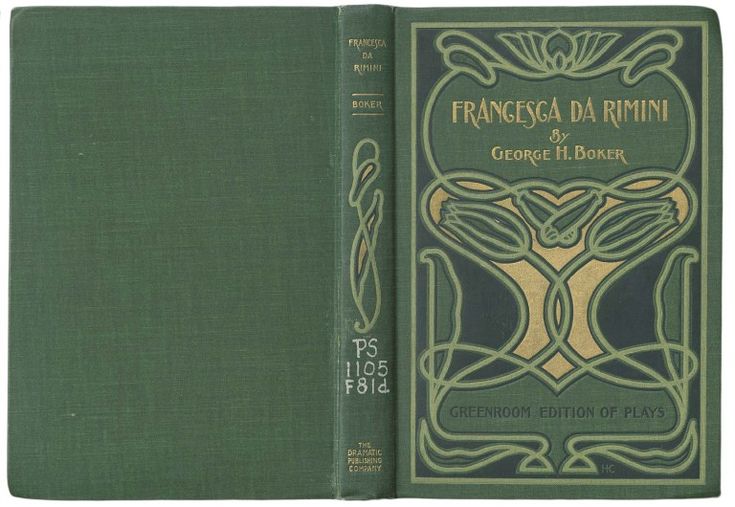 FRANCESCA
DA
RIMINI
BOKER
PS
1105
F81d
THE
DRAMATIC
PUBLISHING
COMPANY
FRANCESCA DA RIMINI
BY
GEORGE H. BOKER
GREENROOM EDITION OF PLAYS
HC